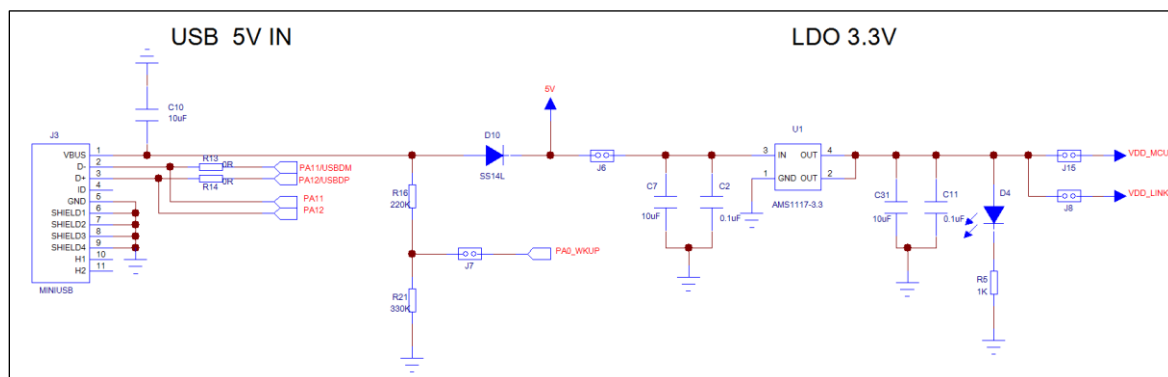 USB 5V IN
LDO 3.3V
C10
10uF
J3
VBUS 1
D- 2
D+ 3
ID 4
GND 5
SHIELD1 6
SHIELD2 7
SHIELD3 8
SHIELD4 9
H1 10
H2 11
MINIUSB
R13 0R
R14 0R
PA11/USBDM
PA12/USBDP
PA11
PA12
R16
220K
J7
PA0_WKUP
R21
330K
D10
SS14L
5V
J6
C7
10uF
C2
0.1uF
U1
3 IN OUT 4
1 GND OUT 2
AMS1117-3.3
C31
10uF
C11
0.1uF
D4
R5
1K
J15
VDD_MCU
J8
VDD_LINK